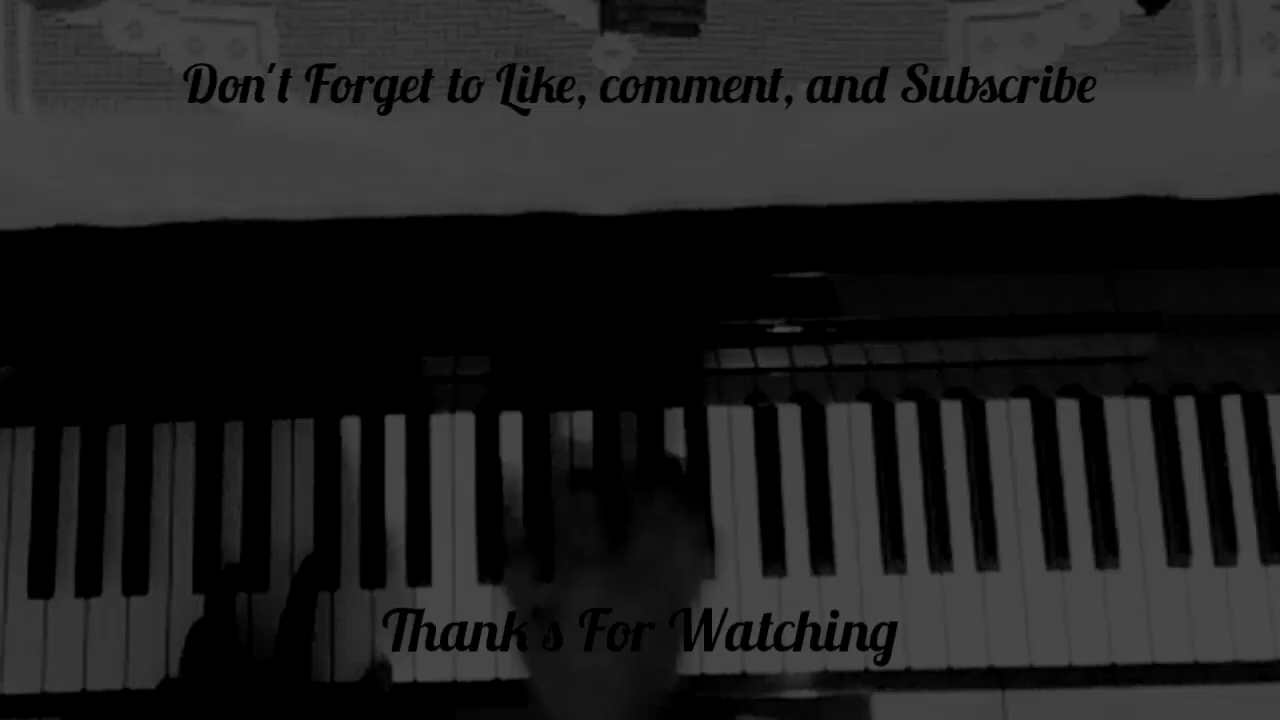 Don't Forget to Like, comment, and Subscribe
Thank's For Watching